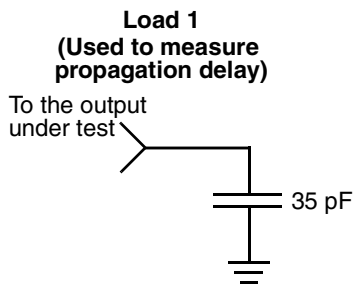 Load 1
(Used to measure
propagation delay)
To the output
under test
35 pF